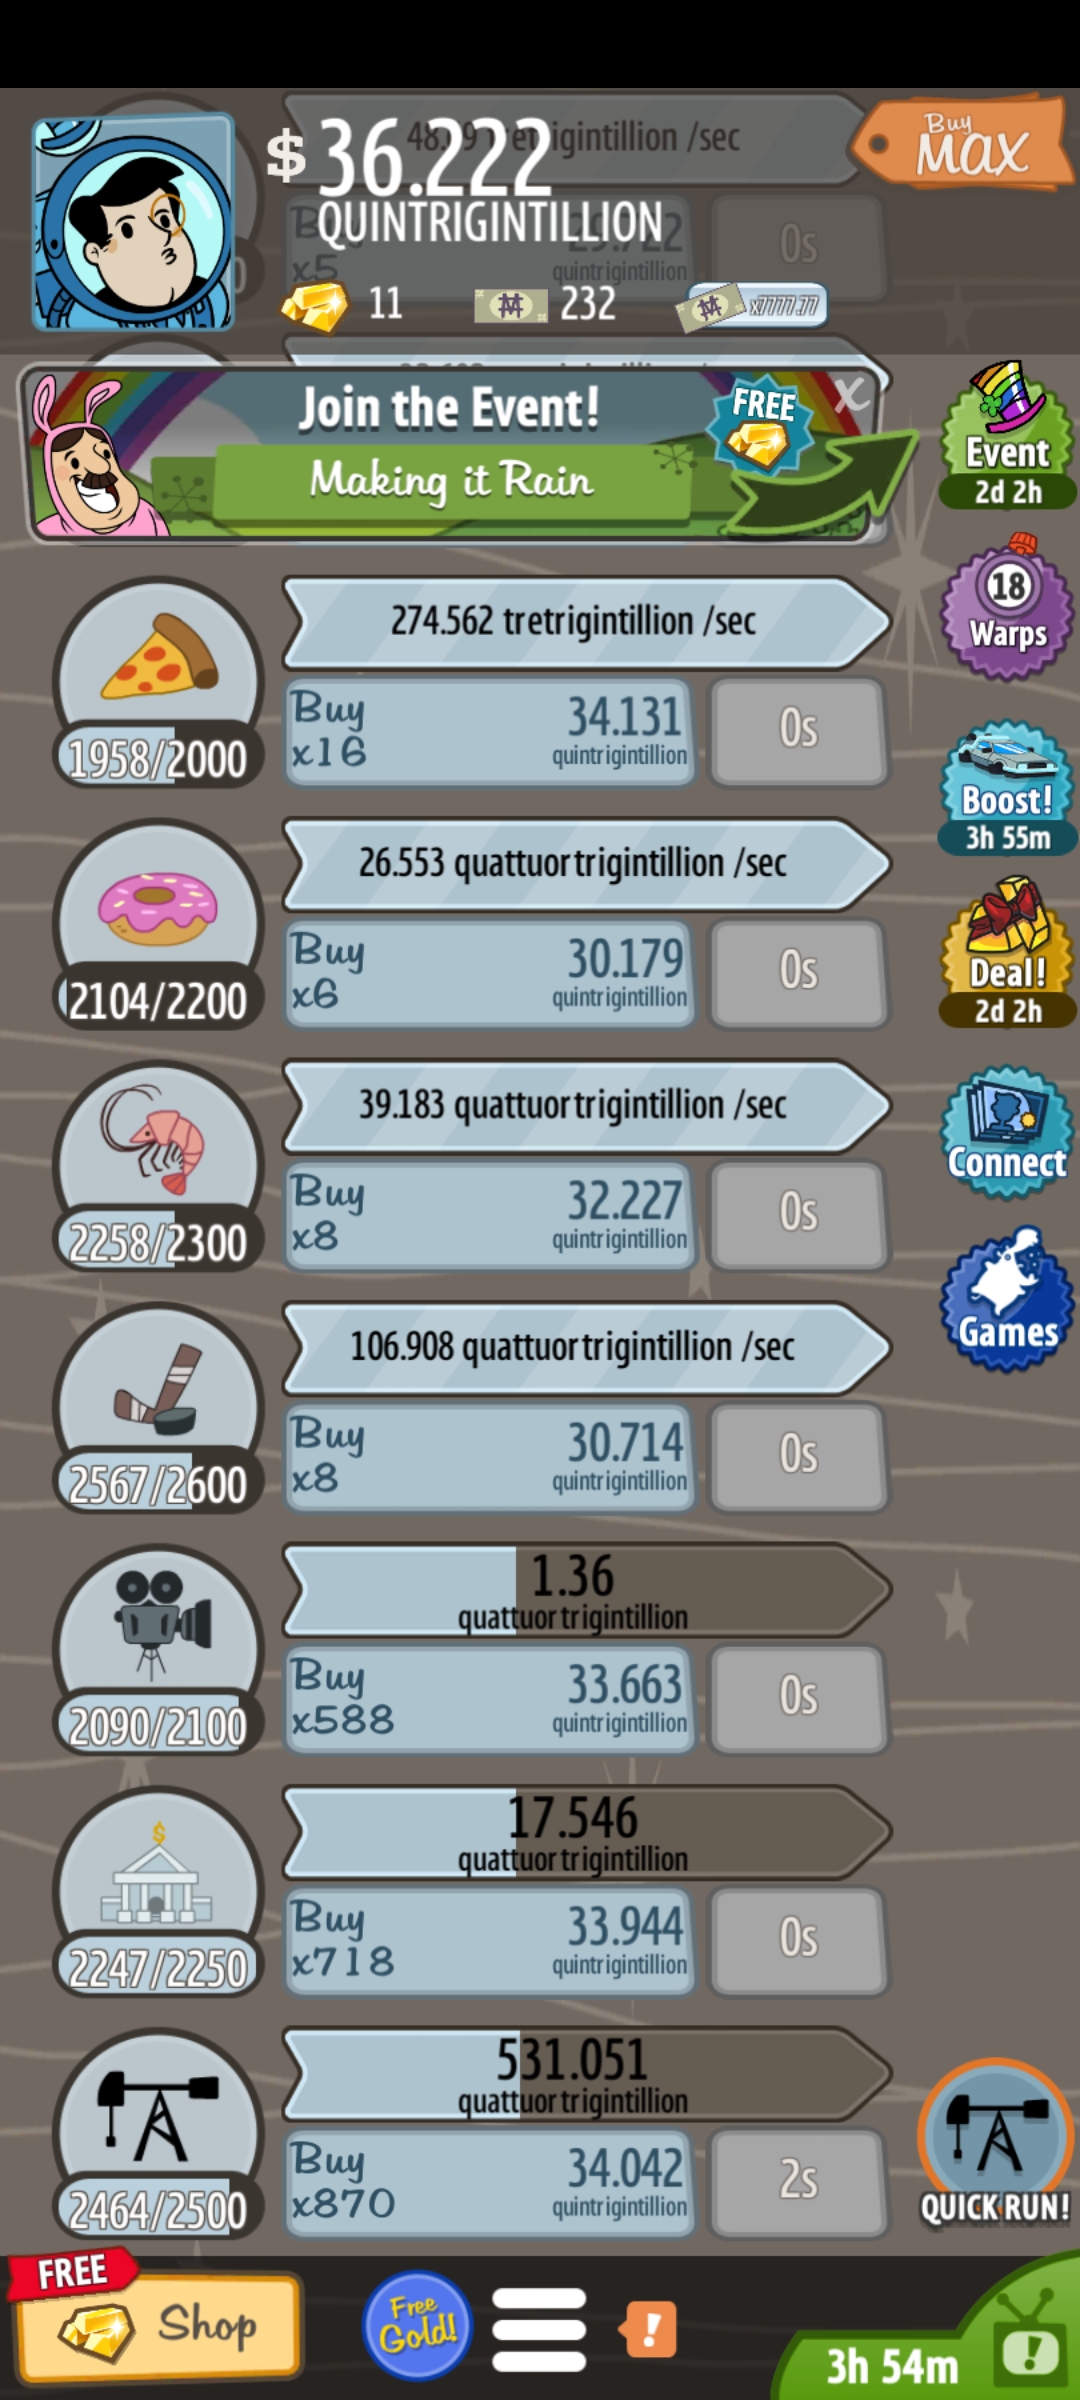 48.  tretrigintillion /sec
Buy
MAX
$ 36.222
QUINTRIGINTILLION
x5
quintrigintillion
0s
11
232
x7777.77
Join the Event!
FREE
X
Making it Rain
Event
2d 2h
274.562 tretrigintillion /sec
18
Warps
Buy
x16
34.131
quintrigintillion
0s
1958/2000
Boost!
3h 55m
26.553 quattuortrigintillion /sec
Buy
x6
30.179
quintrigintillion
0s
2104/2200
Deal!
2d 2h
39.183 quattuortrigintillion /sec
Connect
Buy
x8
32.227
quintrigintillion
0s
2258/2300
Games
106.908 quattuortrigintillion /sec
Buy
x8
30.714
quintrigintillion
0s
2567/2600
1.36
quattuortrigintillion
Buy
x588
33.663
quintrigintillion
0s
2090/2100
$
17.546
quattuortrigintillion
Buy
x718
33.944
quintrigintillion
0s
2247/2250
531.051
quattuortrigintillion
Buy
x870
34.042
quintrigintillion
2s
2464/2500
QUICK RUN!
FREE
Shop
Free
Gold!
!
3h 54m
!